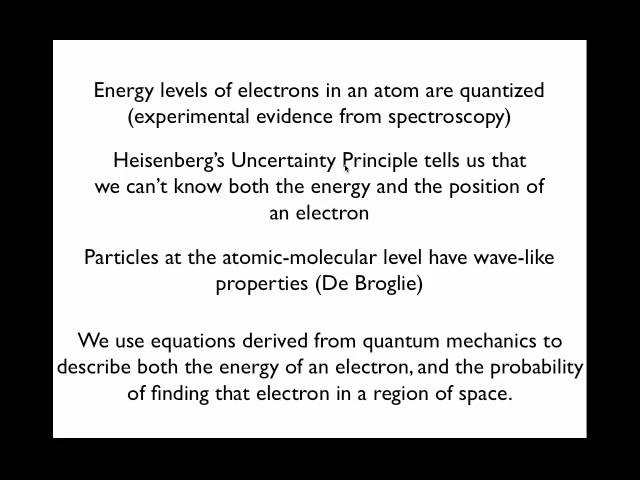 Energy levels of electrons in an atom are quantized
(experimental evidence from spectroscopy)
Heisenberg’s Uncertainty Principle tells us that
we can’t know both the energy and the position of
an electron
Particles at the atomic-molecular level have wave-like
properties (De Broglie)
We use equations derived from quantum mechanics to
describe both the energy of an electron, and the probability
of finding that electron in a region of space.